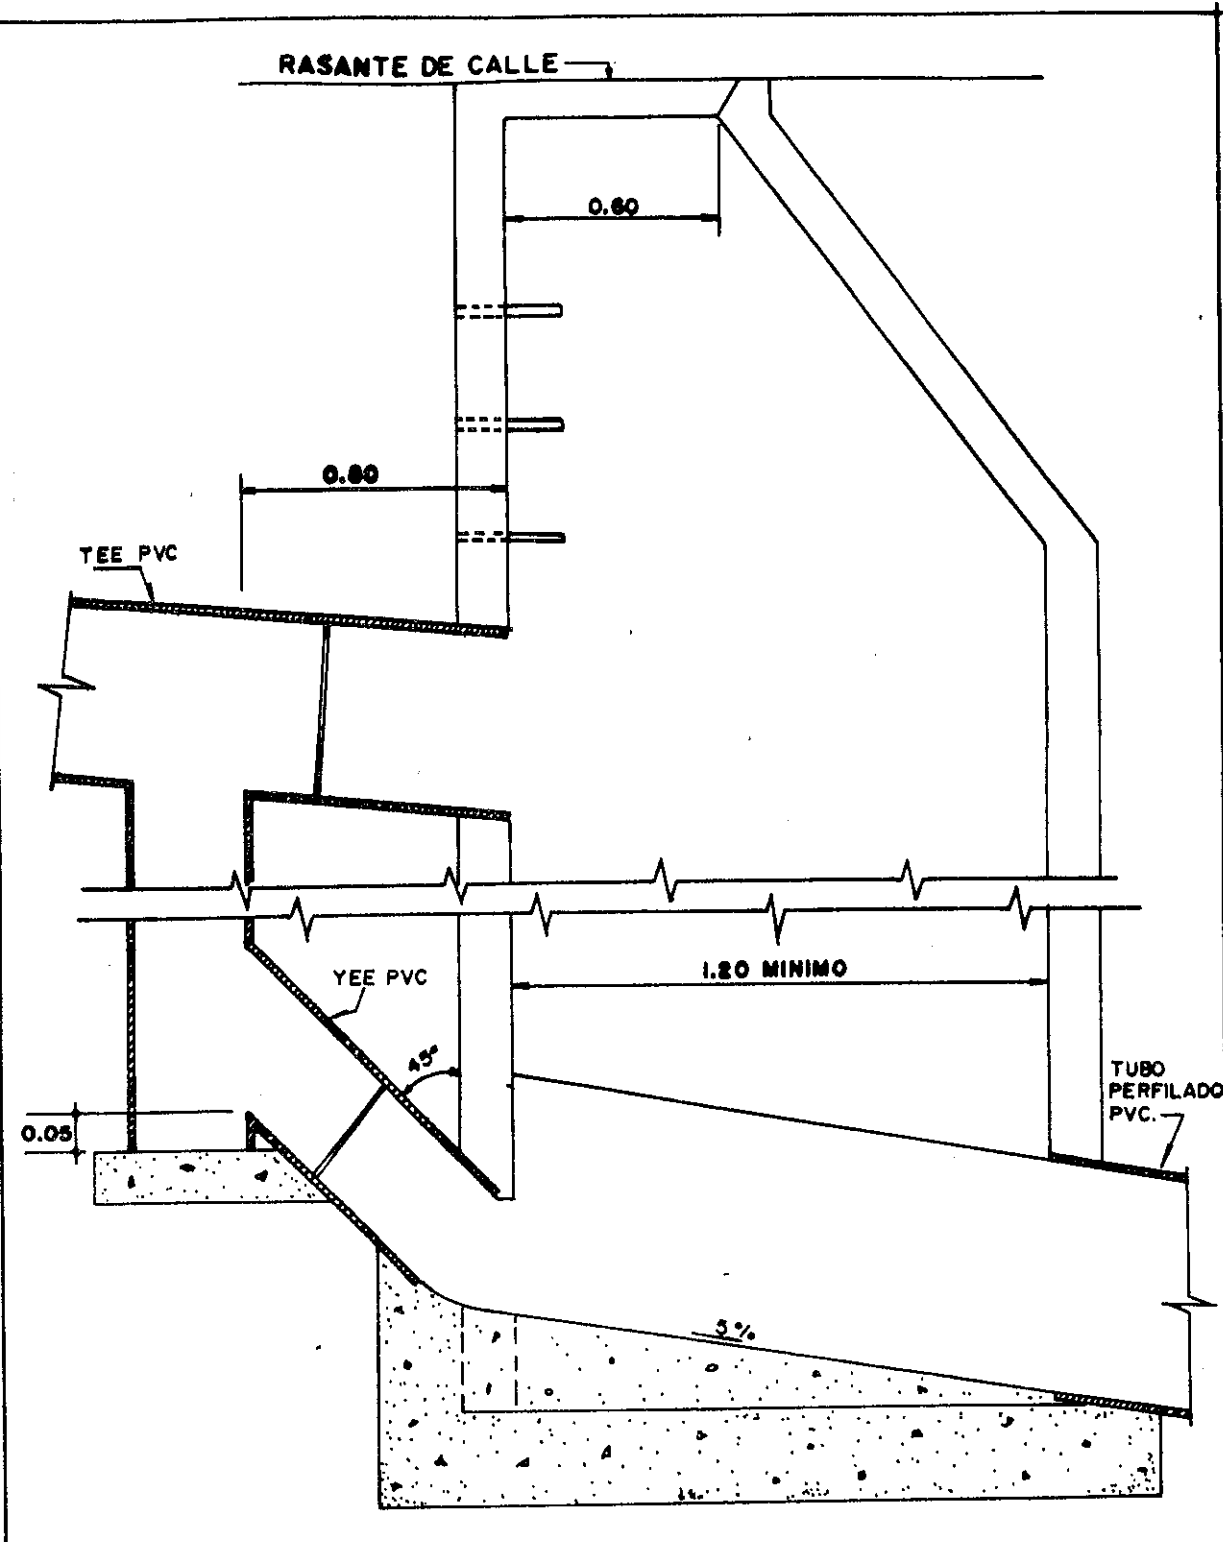 RASANTE DE CALLE
0.60
0.80
TEE PVC
1.20 MINIMO
YEE PVC
45°
TUBO
PERFILADO
PVC.
0.05
5%